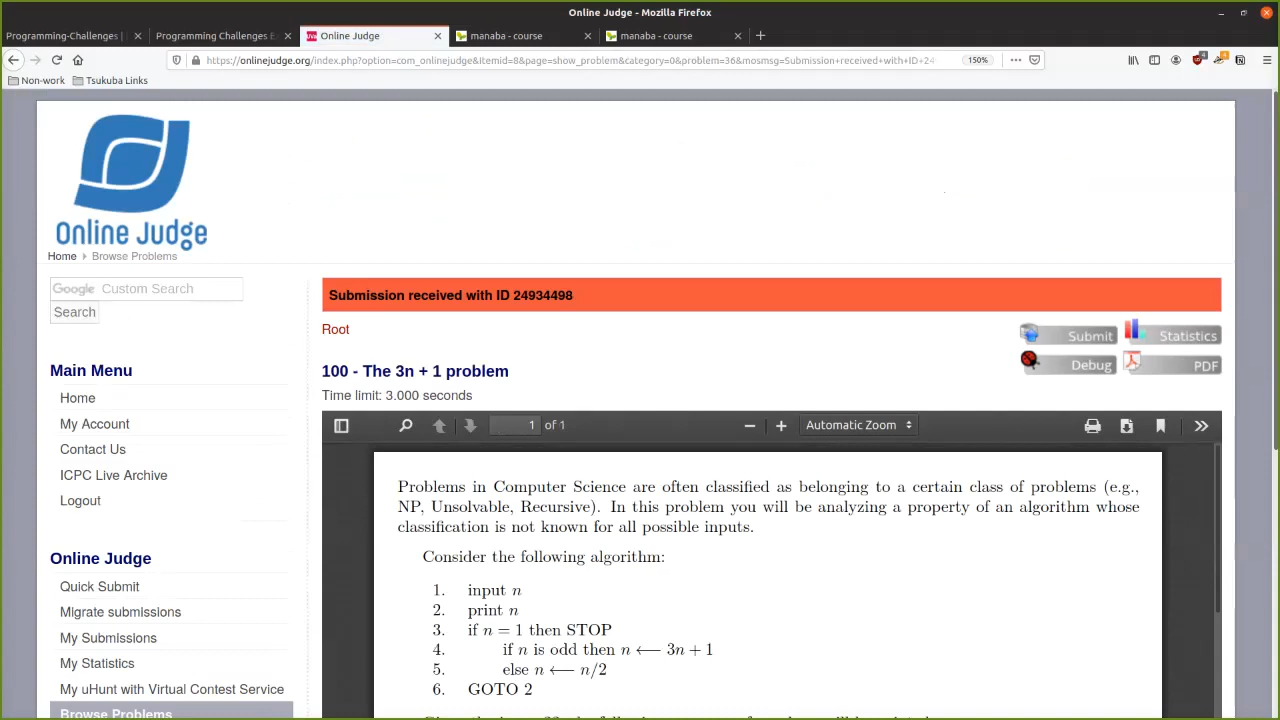 Online Judge - Mozilla Firefox
Programming-Challenges |
Programming Challenges E
Online Judge
manaba - course
manaba - course
https://onlinejudge.org/index.php?option=com_onlinejudge&Itemid=8&page=show_problem&category=0&problem=36&mosmsg=Submission+received+with+ID+24
150%
Non-work
Tsukuba Links
Online Judge
Home
Browse Problems
Google Custom Search
Search
Submission received with ID 24934498
Root
Submit
Statistics
Debug
PDF
Main Menu
100 - The 3n + 1 problem
Time limit: 3.000 seconds
Home
My Account
Contact Us
ICPC Live Archive
Logout
1 of 1
Automatic Zoom
Problems in Computer Science are often classified as belonging to a certain class of problems (e.g.,
NP, Unsolvable, Recursive). In this problem you will be analyzing a property of an algorithm whose
classification is not known for all possible inputs.
Consider the following algorithm:
1. input n
2. print n
3. if n = 1 then STOP
4. if n is odd then n ⟵ 3n + 1
5. else n ⟵ n/2
6. GOTO 2
Online Judge
Quick Submit
Migrate submissions
My Submissions
My Statistics
My uHunt with Virtual Contest Service
Browse Problems